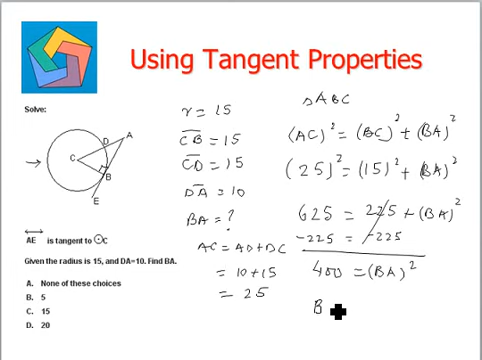 Using Tangent Properties
Solve:
D
A
C
B
E
AE is tangent to ⊙C
Given the radius is 15, and DA=10. Find BA.
A. None of these choices
B. 5
C. 15
D. 20
r = 15
CB = 15
CD = 15
DA = 10
BA = ?
AC = AD + DC
= 10 + 15
= 25
△ABC
(AC)² = (BC)² + (BA)²
(25)² = (15)² + (BA)²
625 = 225 + (BA)²
-225 = -225
400 = (BA)²
B